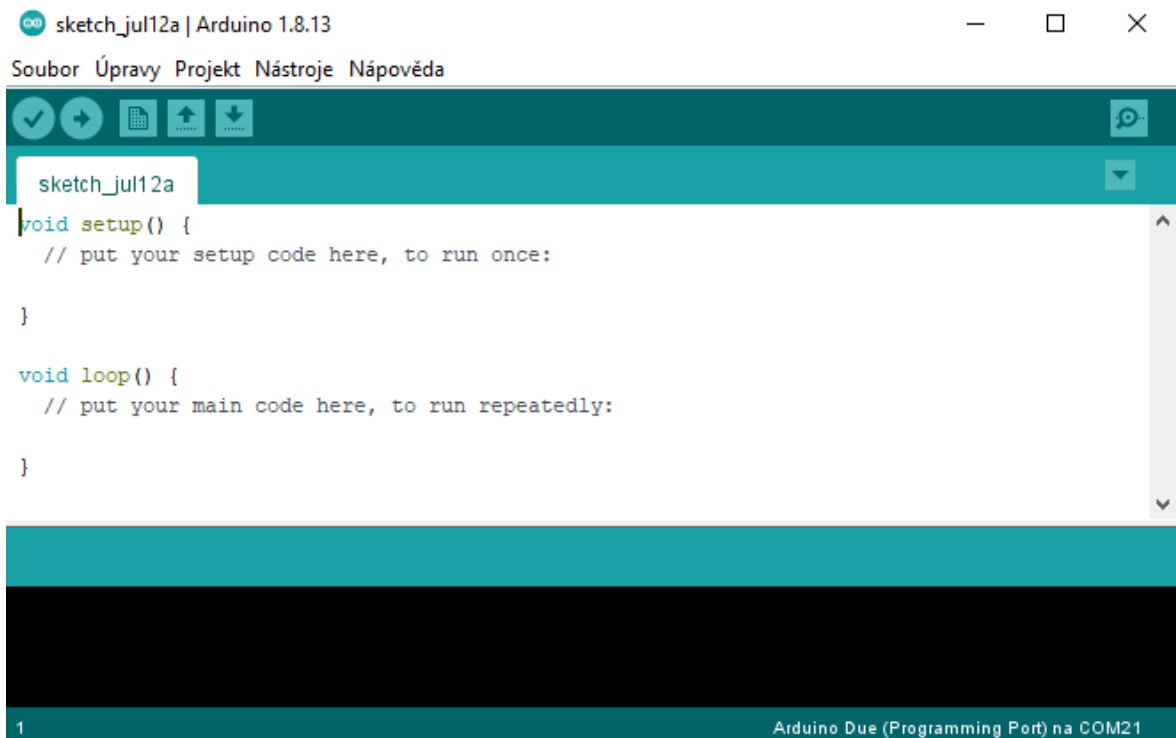 sketch_jul12a | Arduino 1.8.13
Soubor Úpravy Projekt Nástroje Nápověda
sketch_jul12a
void setup() {
  // put your setup code here, to run once:
}
void loop() {
  // put your main code here, to run repeatedly:
}
1 Arduino Due (Programming Port) na COM21